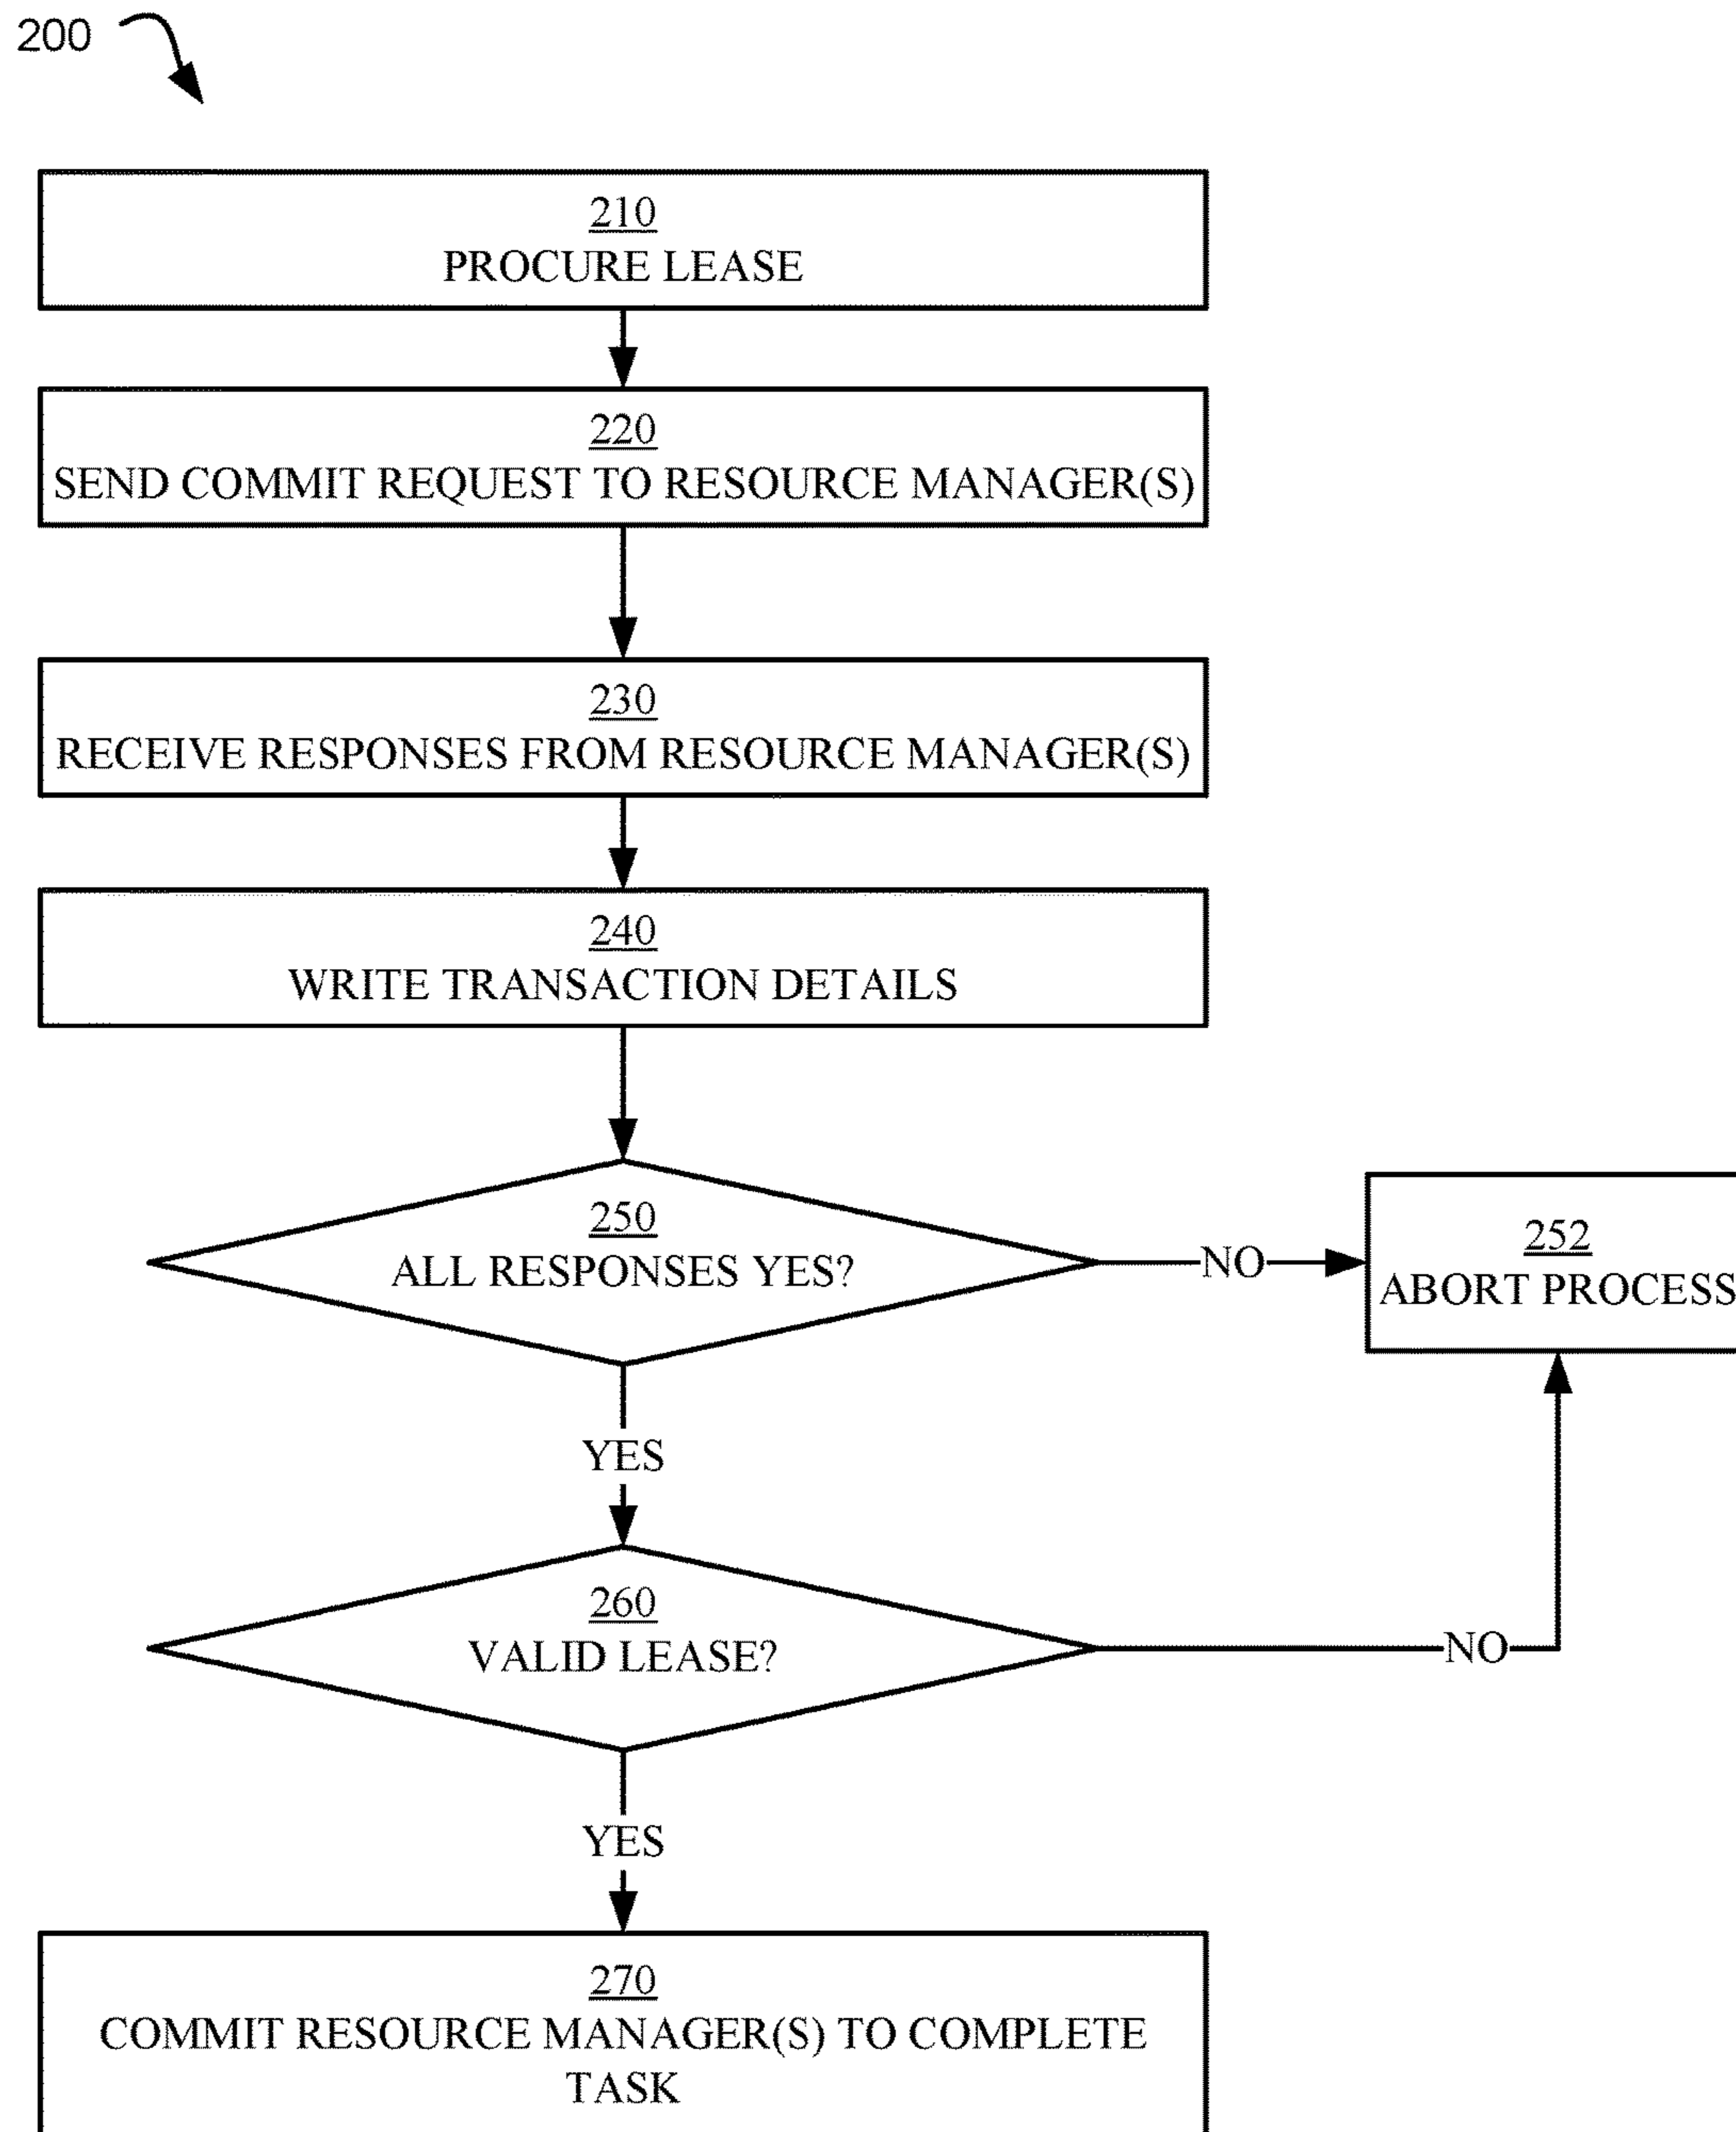 200
210
PROCURE LEASE
220
SEND COMMIT REQUEST TO RESOURCE MANAGER(S)
230
RECEIVE RESPONSES FROM RESOURCE MANAGER(S)
240
WRITE TRANSACTION DETAILS
250
ALL RESPONSES YES?
NO
252
ABORT PROCESS
YES
260
VALID LEASE?
NO
YES
270
COMMIT RESOURCE MANAGER(S) TO COMPLETE
TASK